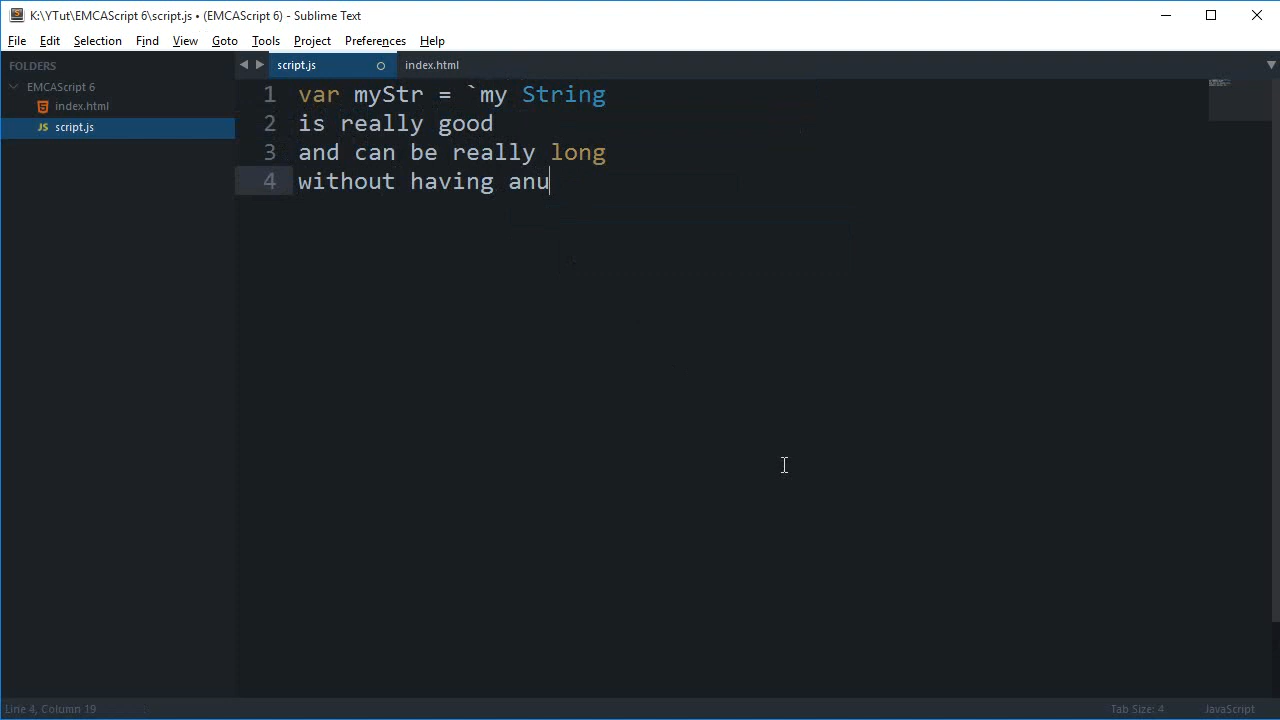 K:\YTut\EMCAScript 6\script.js • (EMCAScript 6) - Sublime Text
File Edit Selection Find View Goto Tools Project Preferences Help
FOLDERS
EMCAScript 6
index.html
JS script.js
script.js index.html
1 var myStr = `my String
2 is really good
3 and can be really long
4 without having anu
Line 4, Column 19 Tab Size: 4 JavaScript